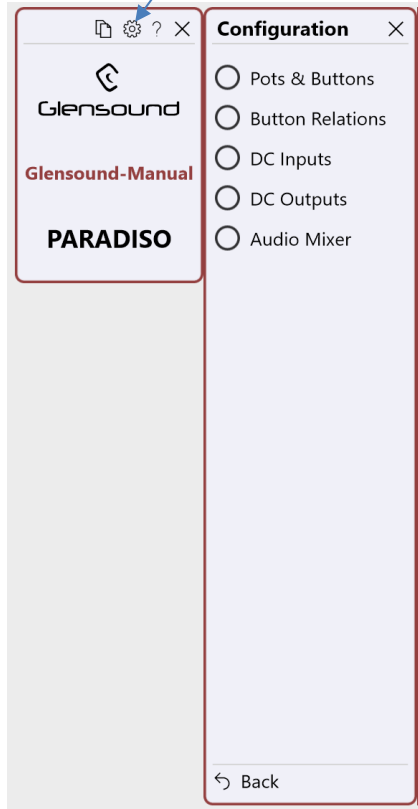 Glensound
Glensound-Manual
PARADISO
Configuration
Pots & Buttons
Button Relations
DC Inputs
DC Outputs
Audio Mixer
Back